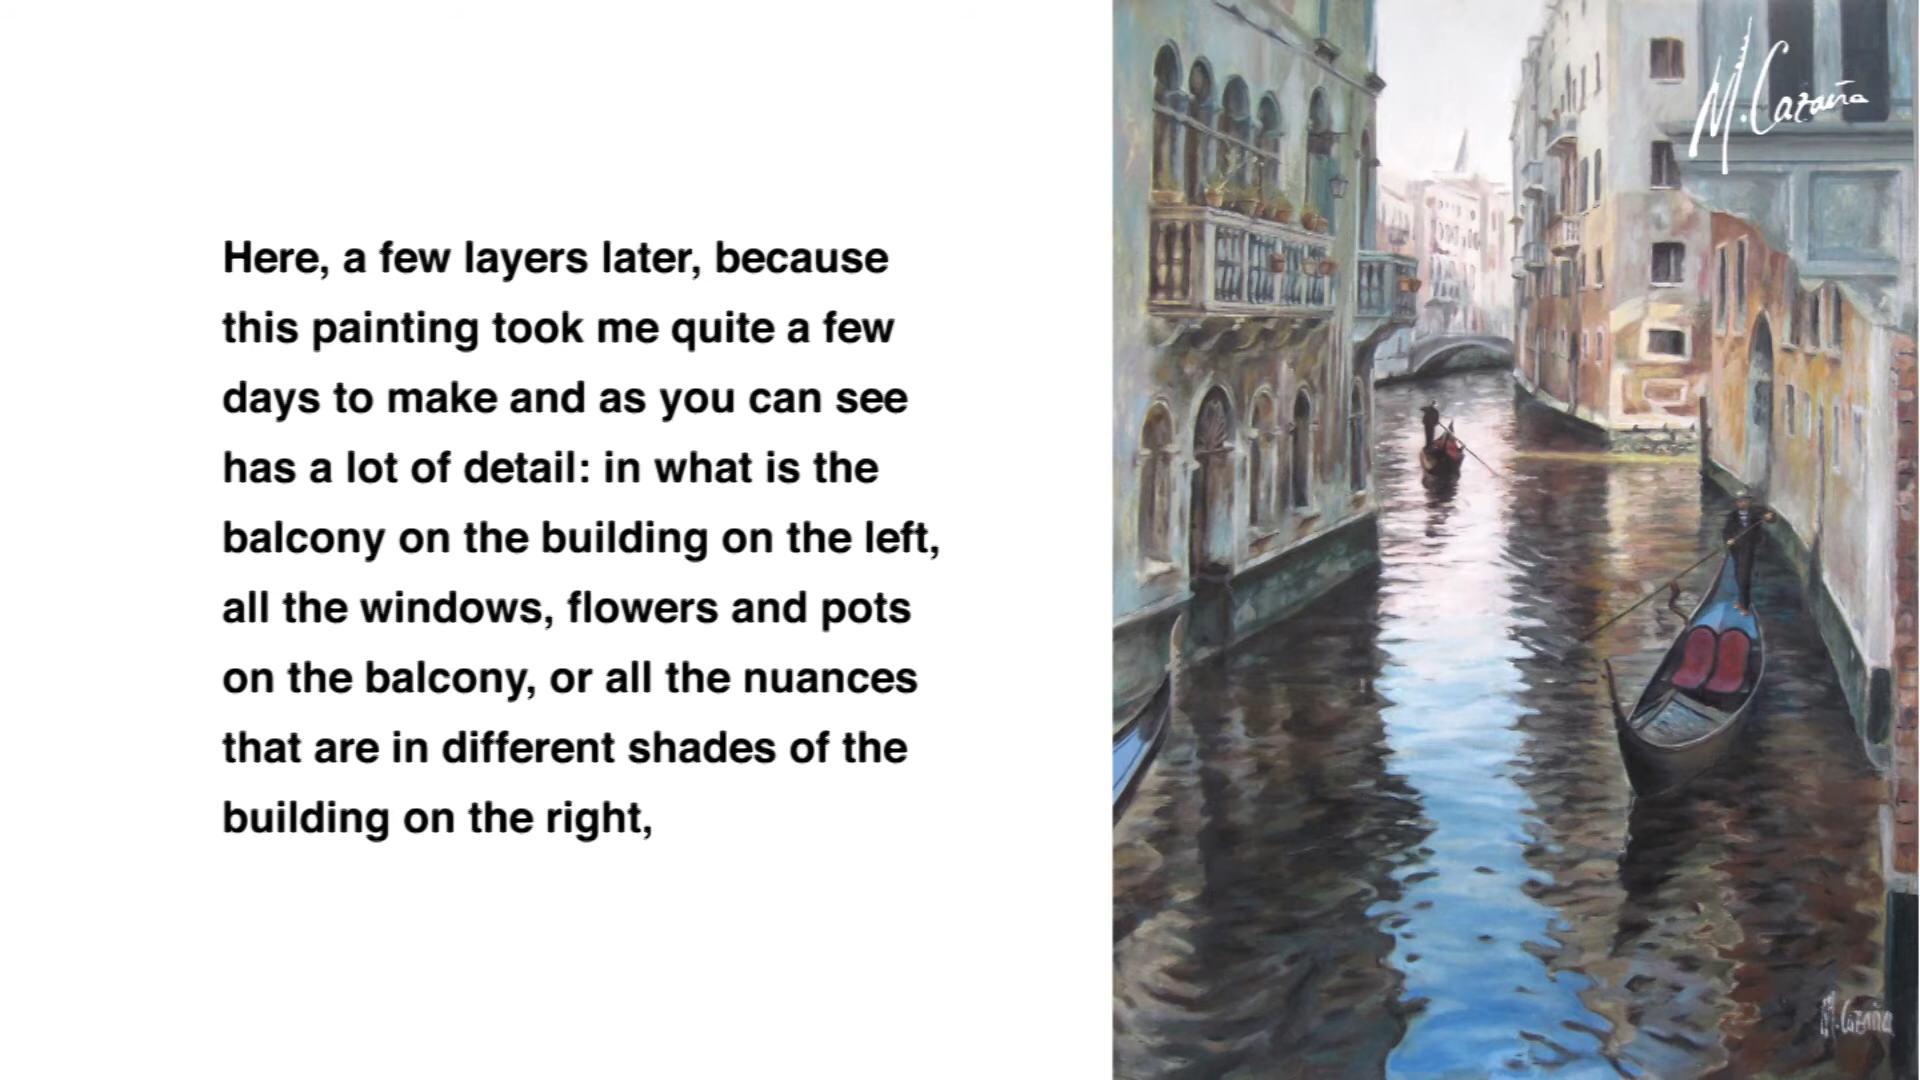 Here, a few layers later, because
this painting took me quite a few
days to make and as you can see
has a lot of detail: in what is the
balcony on the building on the left,
all the windows, flowers and pots
on the balcony, or all the nuances
that are in different shades of the
building on the right,
M. Cazaña
M. Cazaña